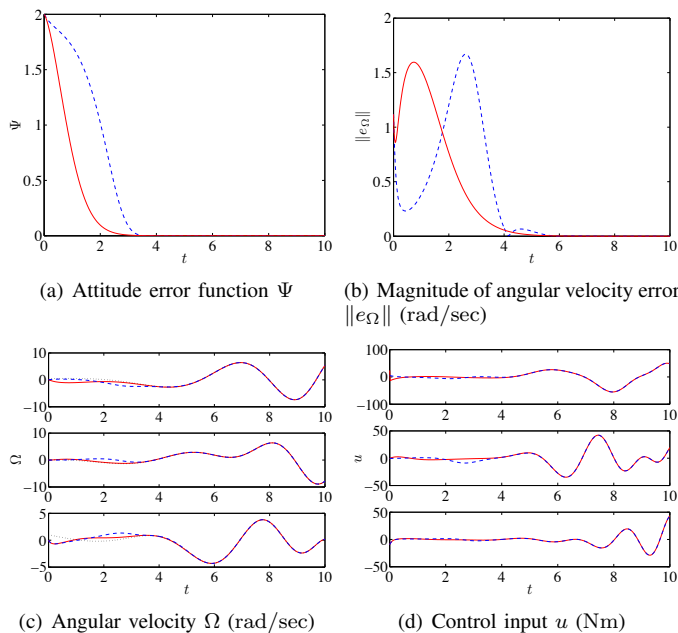 2
1.5
1
0.5
0
Ψ
0 2 4 6 8 10
t
(a) Attitude error function Ψ
2
1.5
1
0.5
0
‖eΩ‖
0 2 4 6 8 10
t
(b) Magnitude of angular velocity error
‖eΩ‖ (rad/sec)
10
0
−10
0 2 4 6 8 10
10
0
−10
Ω
0 2 4 6 8 10
5
0
−5
0 2 4 6 8 10
t
(c) Angular velocity Ω (rad/sec)
100
0
−100
0 2 4 6 8 10
50
0
−50
u
0 2 4 6 8 10
50
0
−50
0 2 4 6 8 10
t
(d) Control input u (Nm)